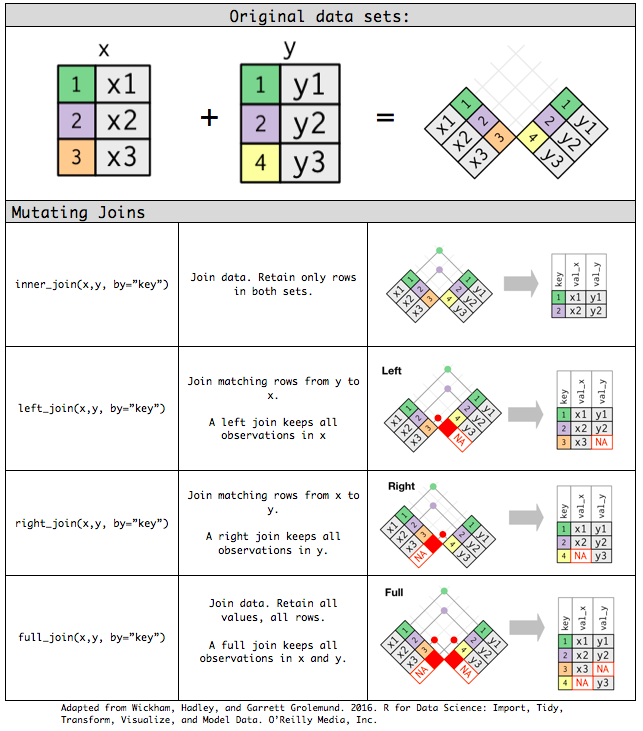 Original data sets:
x y
1 x1 + 1 y1 =
2 x2 2 y2
3 x3 4 y3
1 2 3 x1 x2 x3
1 2 4 y1 y2 y3
Mutating Joins
inner_join(x,y, by=”key”)
Join data. Retain only rows
in both sets.
1 2 3 x1 x2 x3
1 2 4 y1 y2 y3
key val_x val_y
1 x1 y1
2 x2 y2
left_join(x,y, by=”key”)
Join matching rows from y to
x.
A left join keeps all
observations in x
Left
1 2 3 x1 x2 x3
1 2 4 y1 y2 y3 NA
key val_x val_y
1 x1 y1
2 x2 y2
3 x3 NA
right_join(x,y, by=”key”)
Join matching rows from x to
y.
A right join keeps all
observations in y.
Right
1 2 3 x1 x2 x3 NA
1 2 4 y1 y2 y3
key val_x val_y
1 x1 y1
2 x2 y2
4 NA y3
full_join(x,y, by=”key”)
Join data. Retain all
values, all rows.
A full join keeps all
observations in x and y.
Full
1 2 3 x1 x2 x3 NA
1 2 4 y1 y2 y3 NA
key val_x val_y
1 x1 y1
2 x2 y2
3 x3 NA
4 NA y3
Adapted from Wickham, Hadley, and Garrett Grolemund. 2016. R for Data Science: Import, Tidy,
Transform, Visualize, and Model Data. O’Reilly Media, Inc.